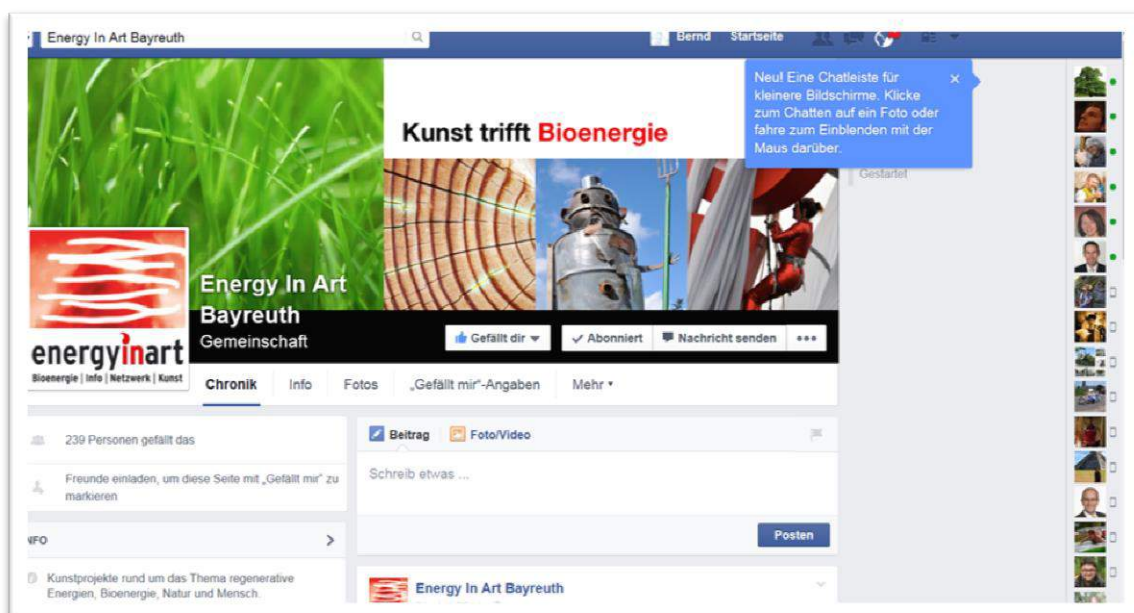 Energy In Art Bayreuth
Bernd Startseite
Neu! Eine Chatleiste für
kleinere Bildschirme. Klicke
zum Chatten auf ein Foto oder
fahre zum Einblenden mit der
Maus darüber.
Gestartet
Kunst trifft Bioenergie
Energy In Art
Bayreuth
Gemeinschaft
energyinart
Bioenergie | Info | Netzwerk | Kunst
Gefällt dir
Abonniert
Nachricht senden
Chronik Info Fotos „Gefällt mir"-Angaben Mehr
239 Personen gefällt das
Freunde einladen, um diese Seite mit „Gefällt mir" zu
markieren
NFO
Kunstprojekte rund um das Thema regenerative
Energien, Bioenergie, Natur und Mensch.
Beitrag Foto/Video
Schreib etwas ...
Posten
Energy In Art Bayreuth